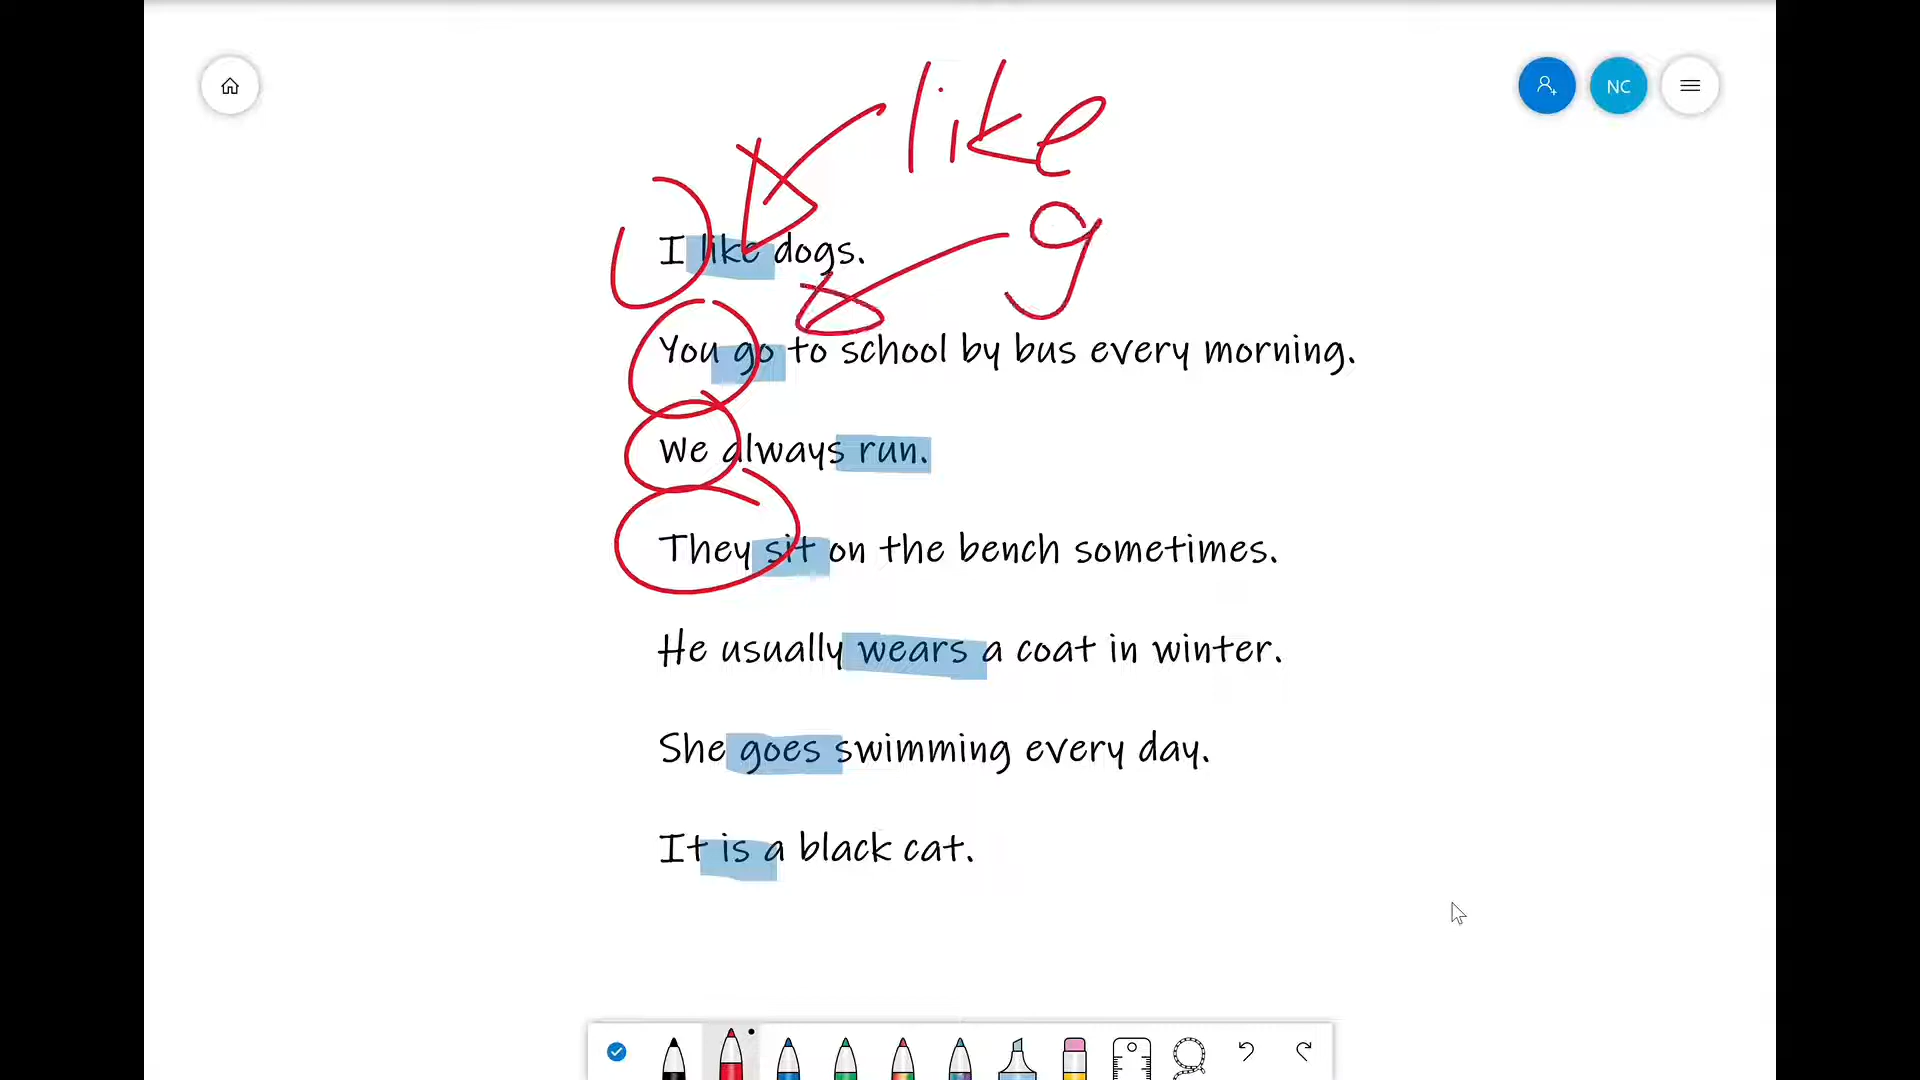 NC
like
g
I like dogs.
You go to school by bus every morning.
We always run.
They sit on the bench sometimes.
He usually wears a coat in winter.
She goes swimming every day.
It is a black cat.